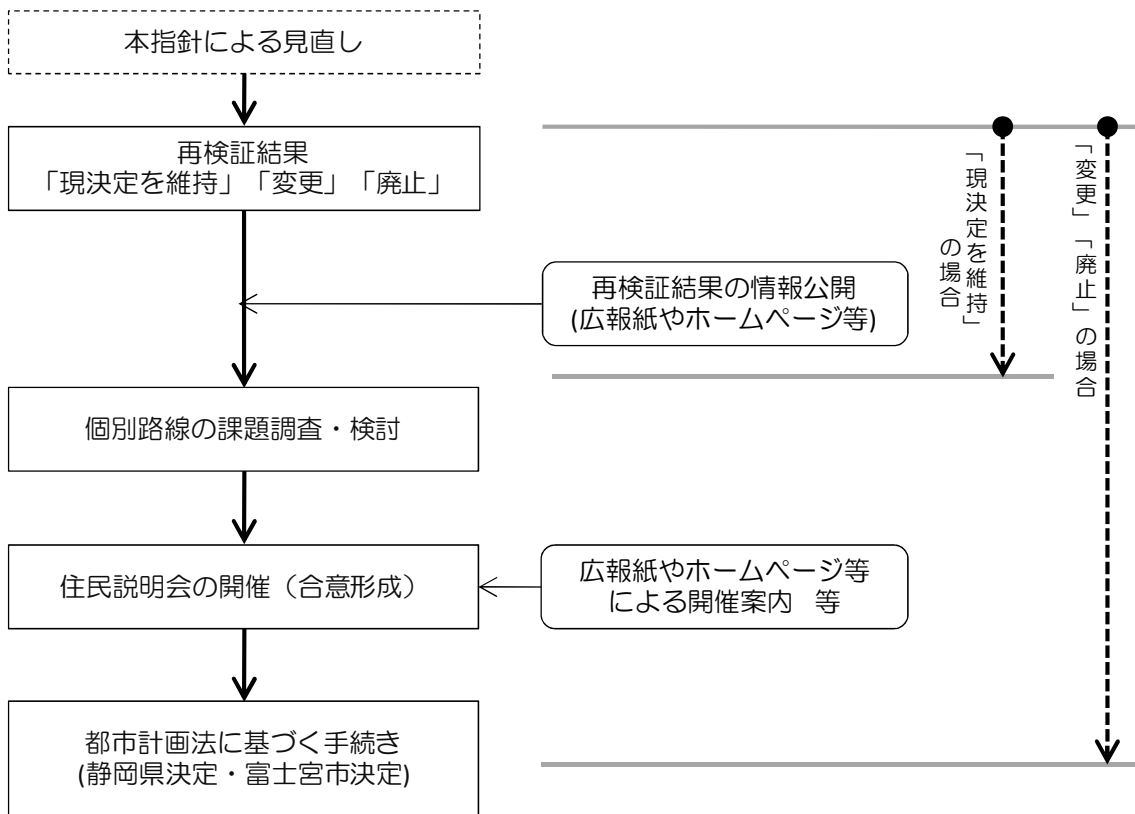 本指針による見直し
再検証結果
「現決定を維持」「変更」「廃止」
再検証結果の情報公開
(広報紙やホームページ等)
「現決定を維持」
の場合
「変更」「廃止」の場合
個別路線の課題調査・検討
住民説明会の開催（合意形成）
広報紙やホームページ等
による開催案内　等
都市計画法に基づく手続き
(静岡県決定・富士宮市決定)